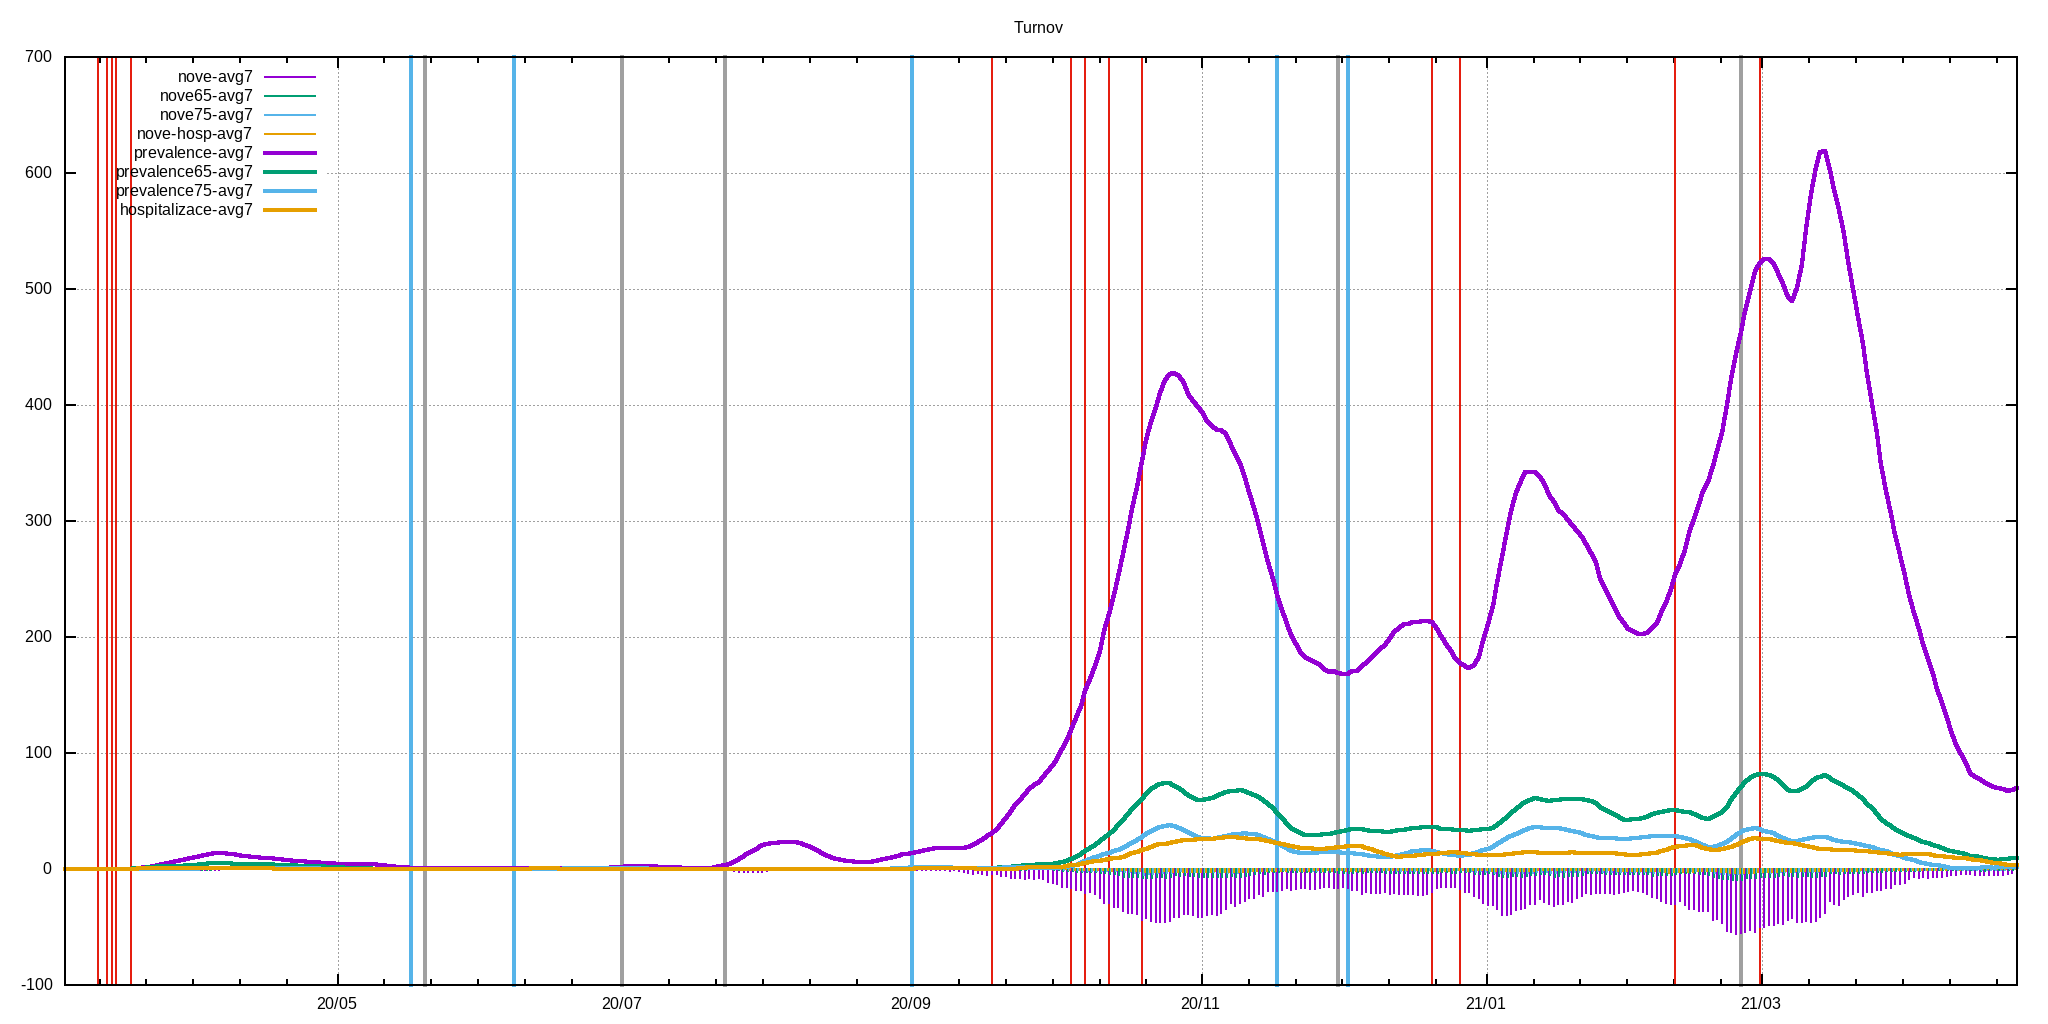 Turnov
700
600
500
400
300
200
100
0
-100
nove-avg7
nove65-avg7
nove75-avg7
nove-hosp-avg7
prevalence-avg7
prevalence65-avg7
prevalence75-avg7
hospitalizace-avg7
20/05 20/07 20/09 20/11 21/01 21/03